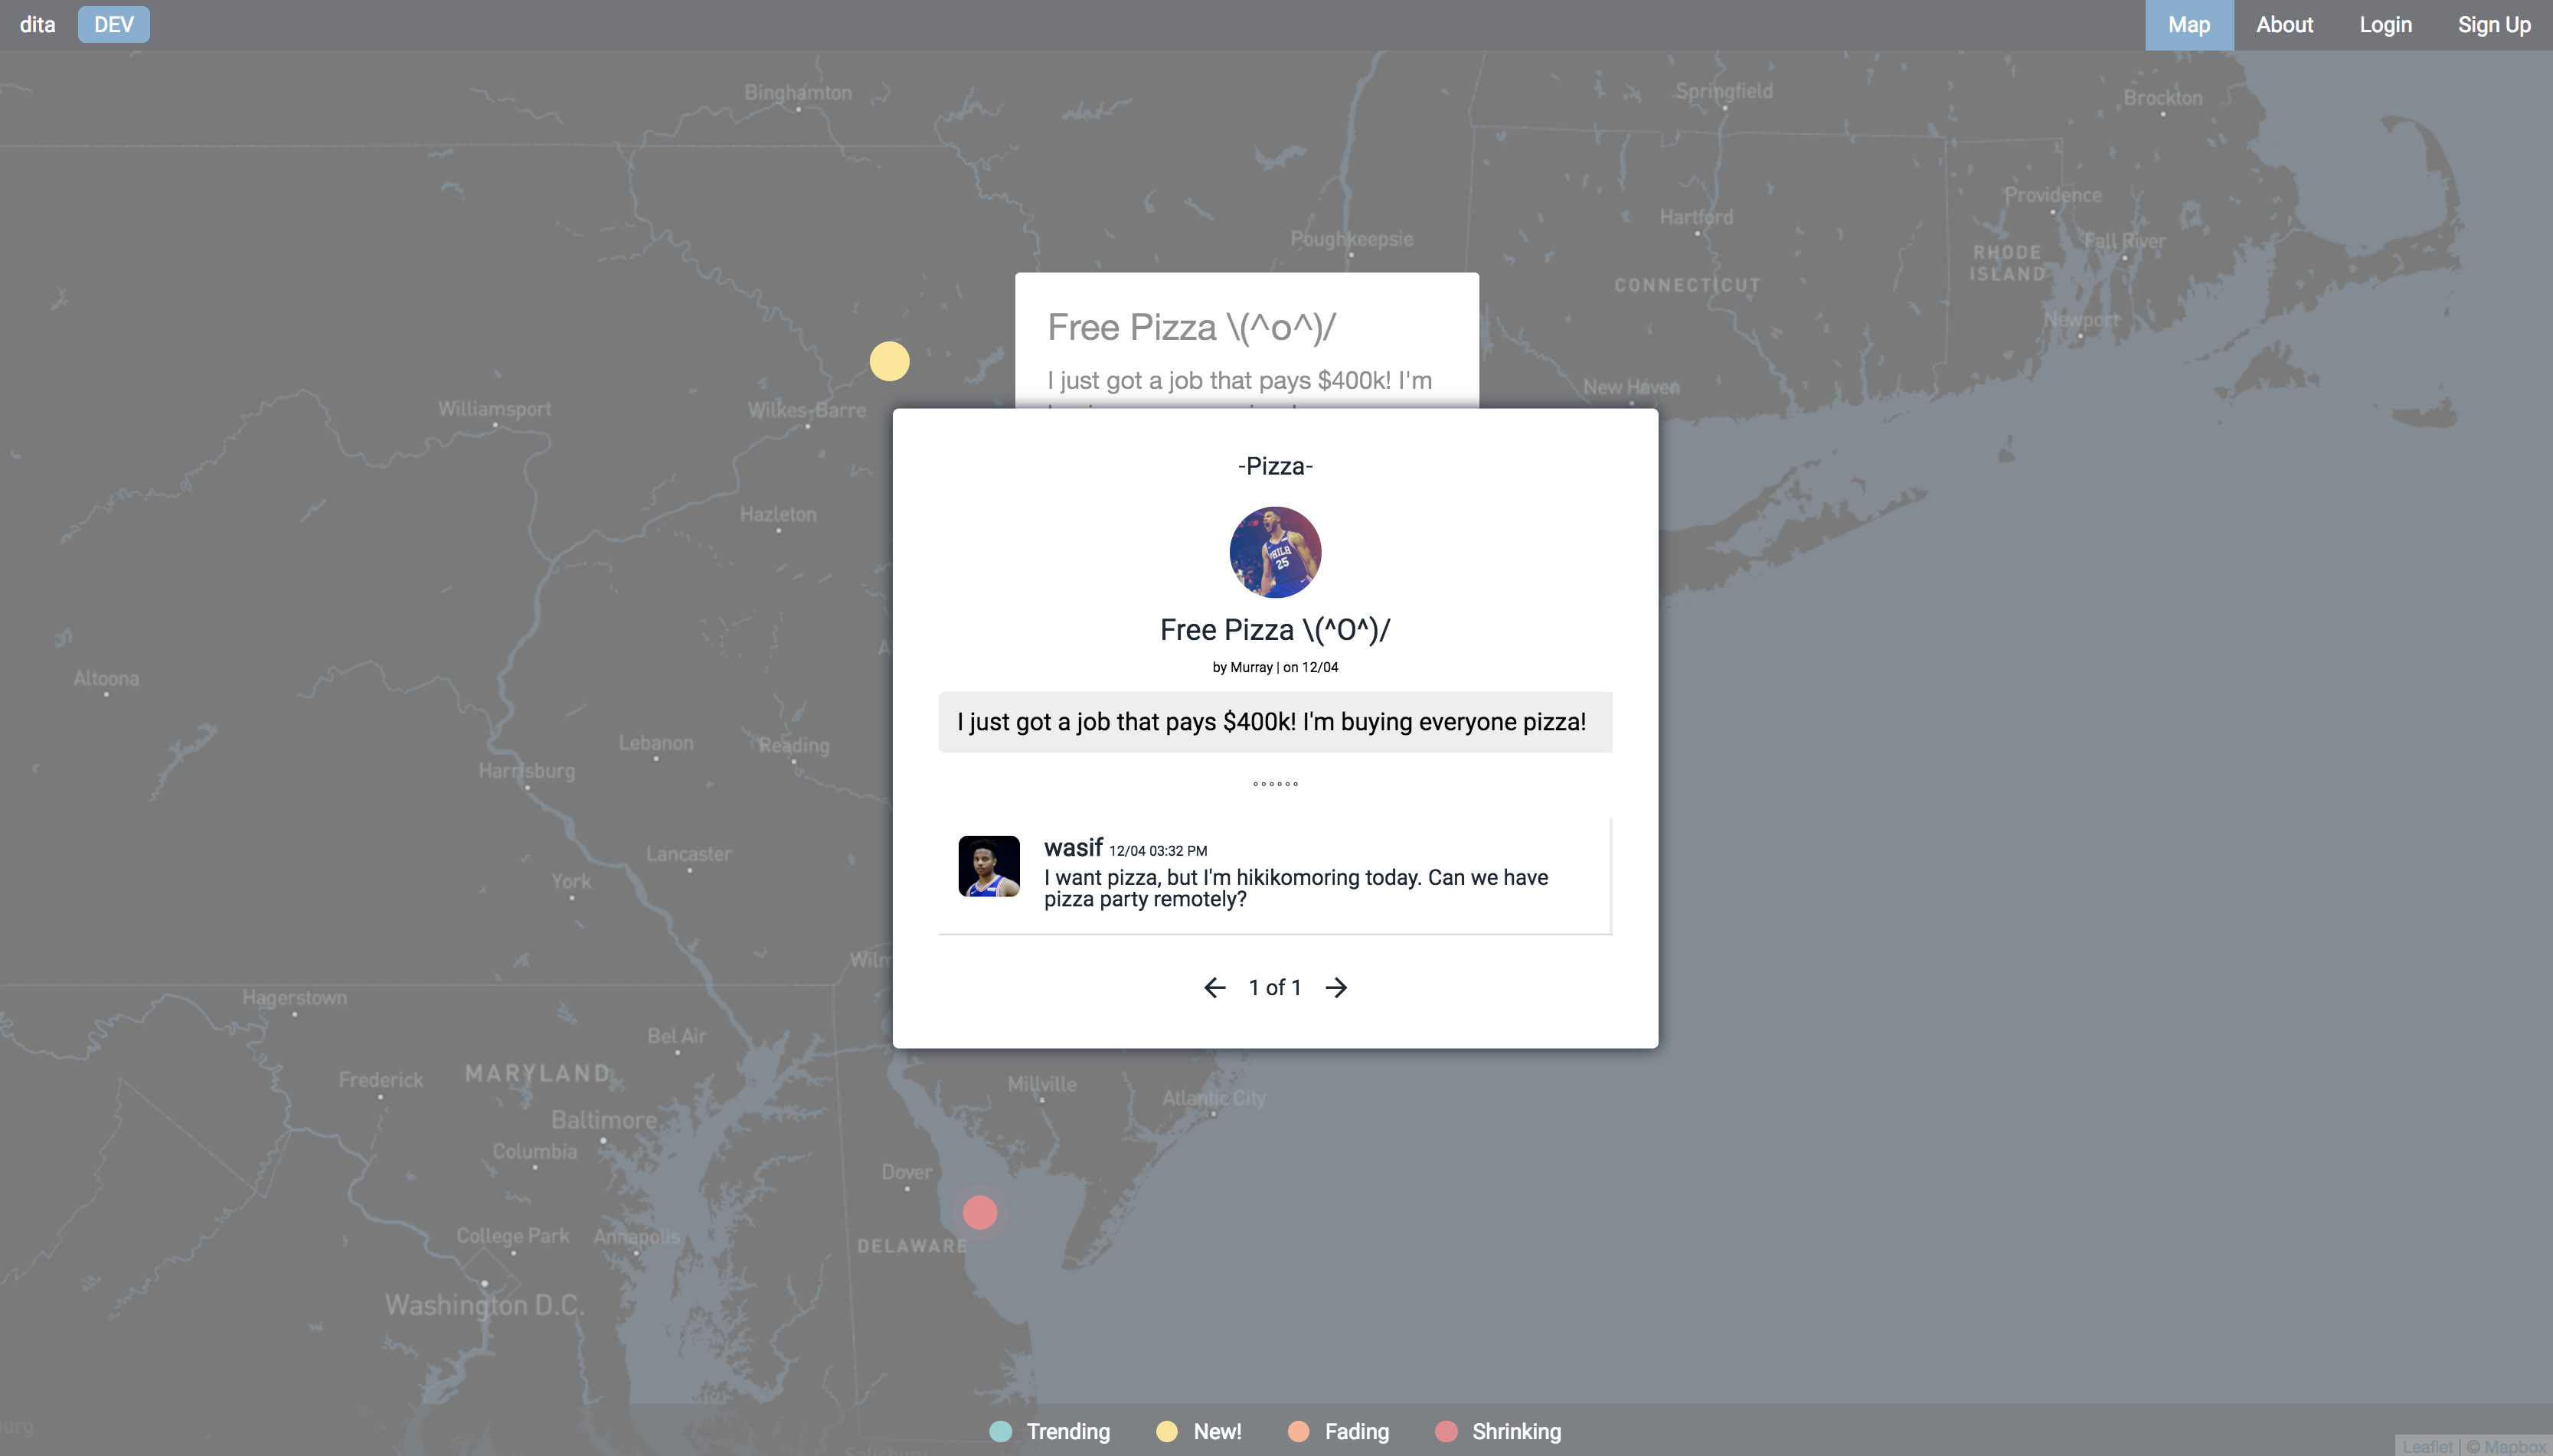 dita DEV Map About Login Sign Up
Binghamton
Springfield
Brockton
Providence
Hartford
Fall River
Poughkeepsie
RHODE
ISLAND
CONNECTICUT
Newport
Free Pizza \(^o^)/
I just got a job that pays $400k! I'm
New Haven
Williamsport
Wilkes-Barre
Hazleton
-Pizza-
PHILA
25
Free Pizza \(^O^)/
by Murray | on 12/04
I just got a job that pays $400k! I'm buying everyone pizza!
°°°°°°
wasif 12/04 03:32 PM
I want pizza, but I'm hikikomoring today. Can we have
pizza party remotely?
← 1 of 1 →
Altoona
Lebanon
Reading
Harrisburg
Lancaster
York
Hagerstown
Bel Air
MARYLAND
Frederick
Baltimore
Columbia
Millville
Atlantic City
Dover
College Park
Annapolis
DELAWARE
Washington D.C.
Salisbury
Trending New! Fading Shrinking
Leaflet | © Mapbox